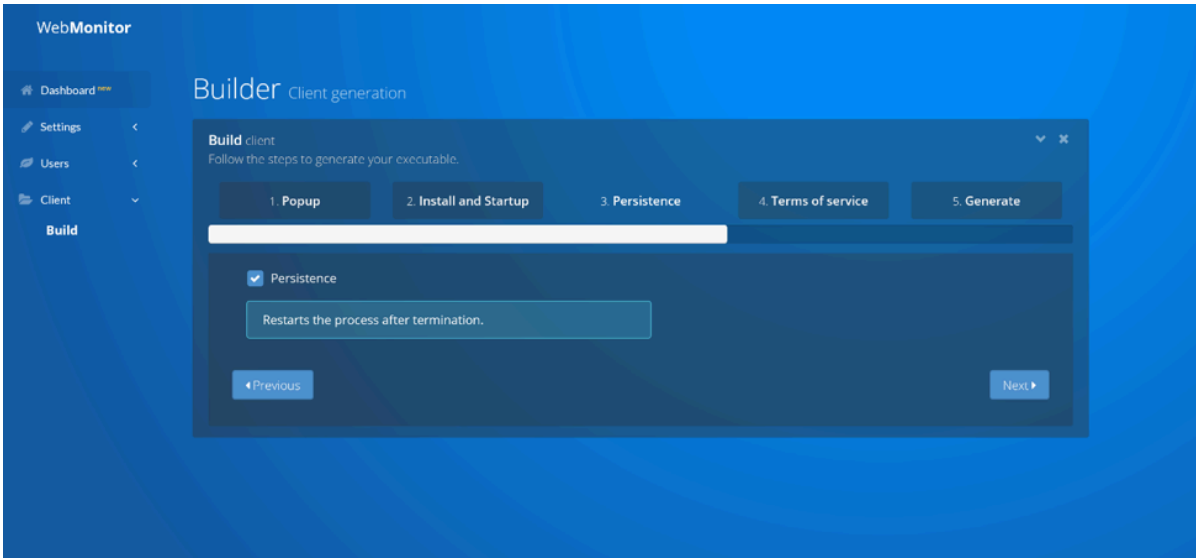 WebMonitor
Dashboard new
Settings
Users
Client
Build
Builder Client generation
Build client
Follow the steps to generate your executable.
1. Popup
2. Install and Startup
3. Persistence
4. Terms of service
5. Generate
Persistence
Restarts the process after termination.
Previous
Next